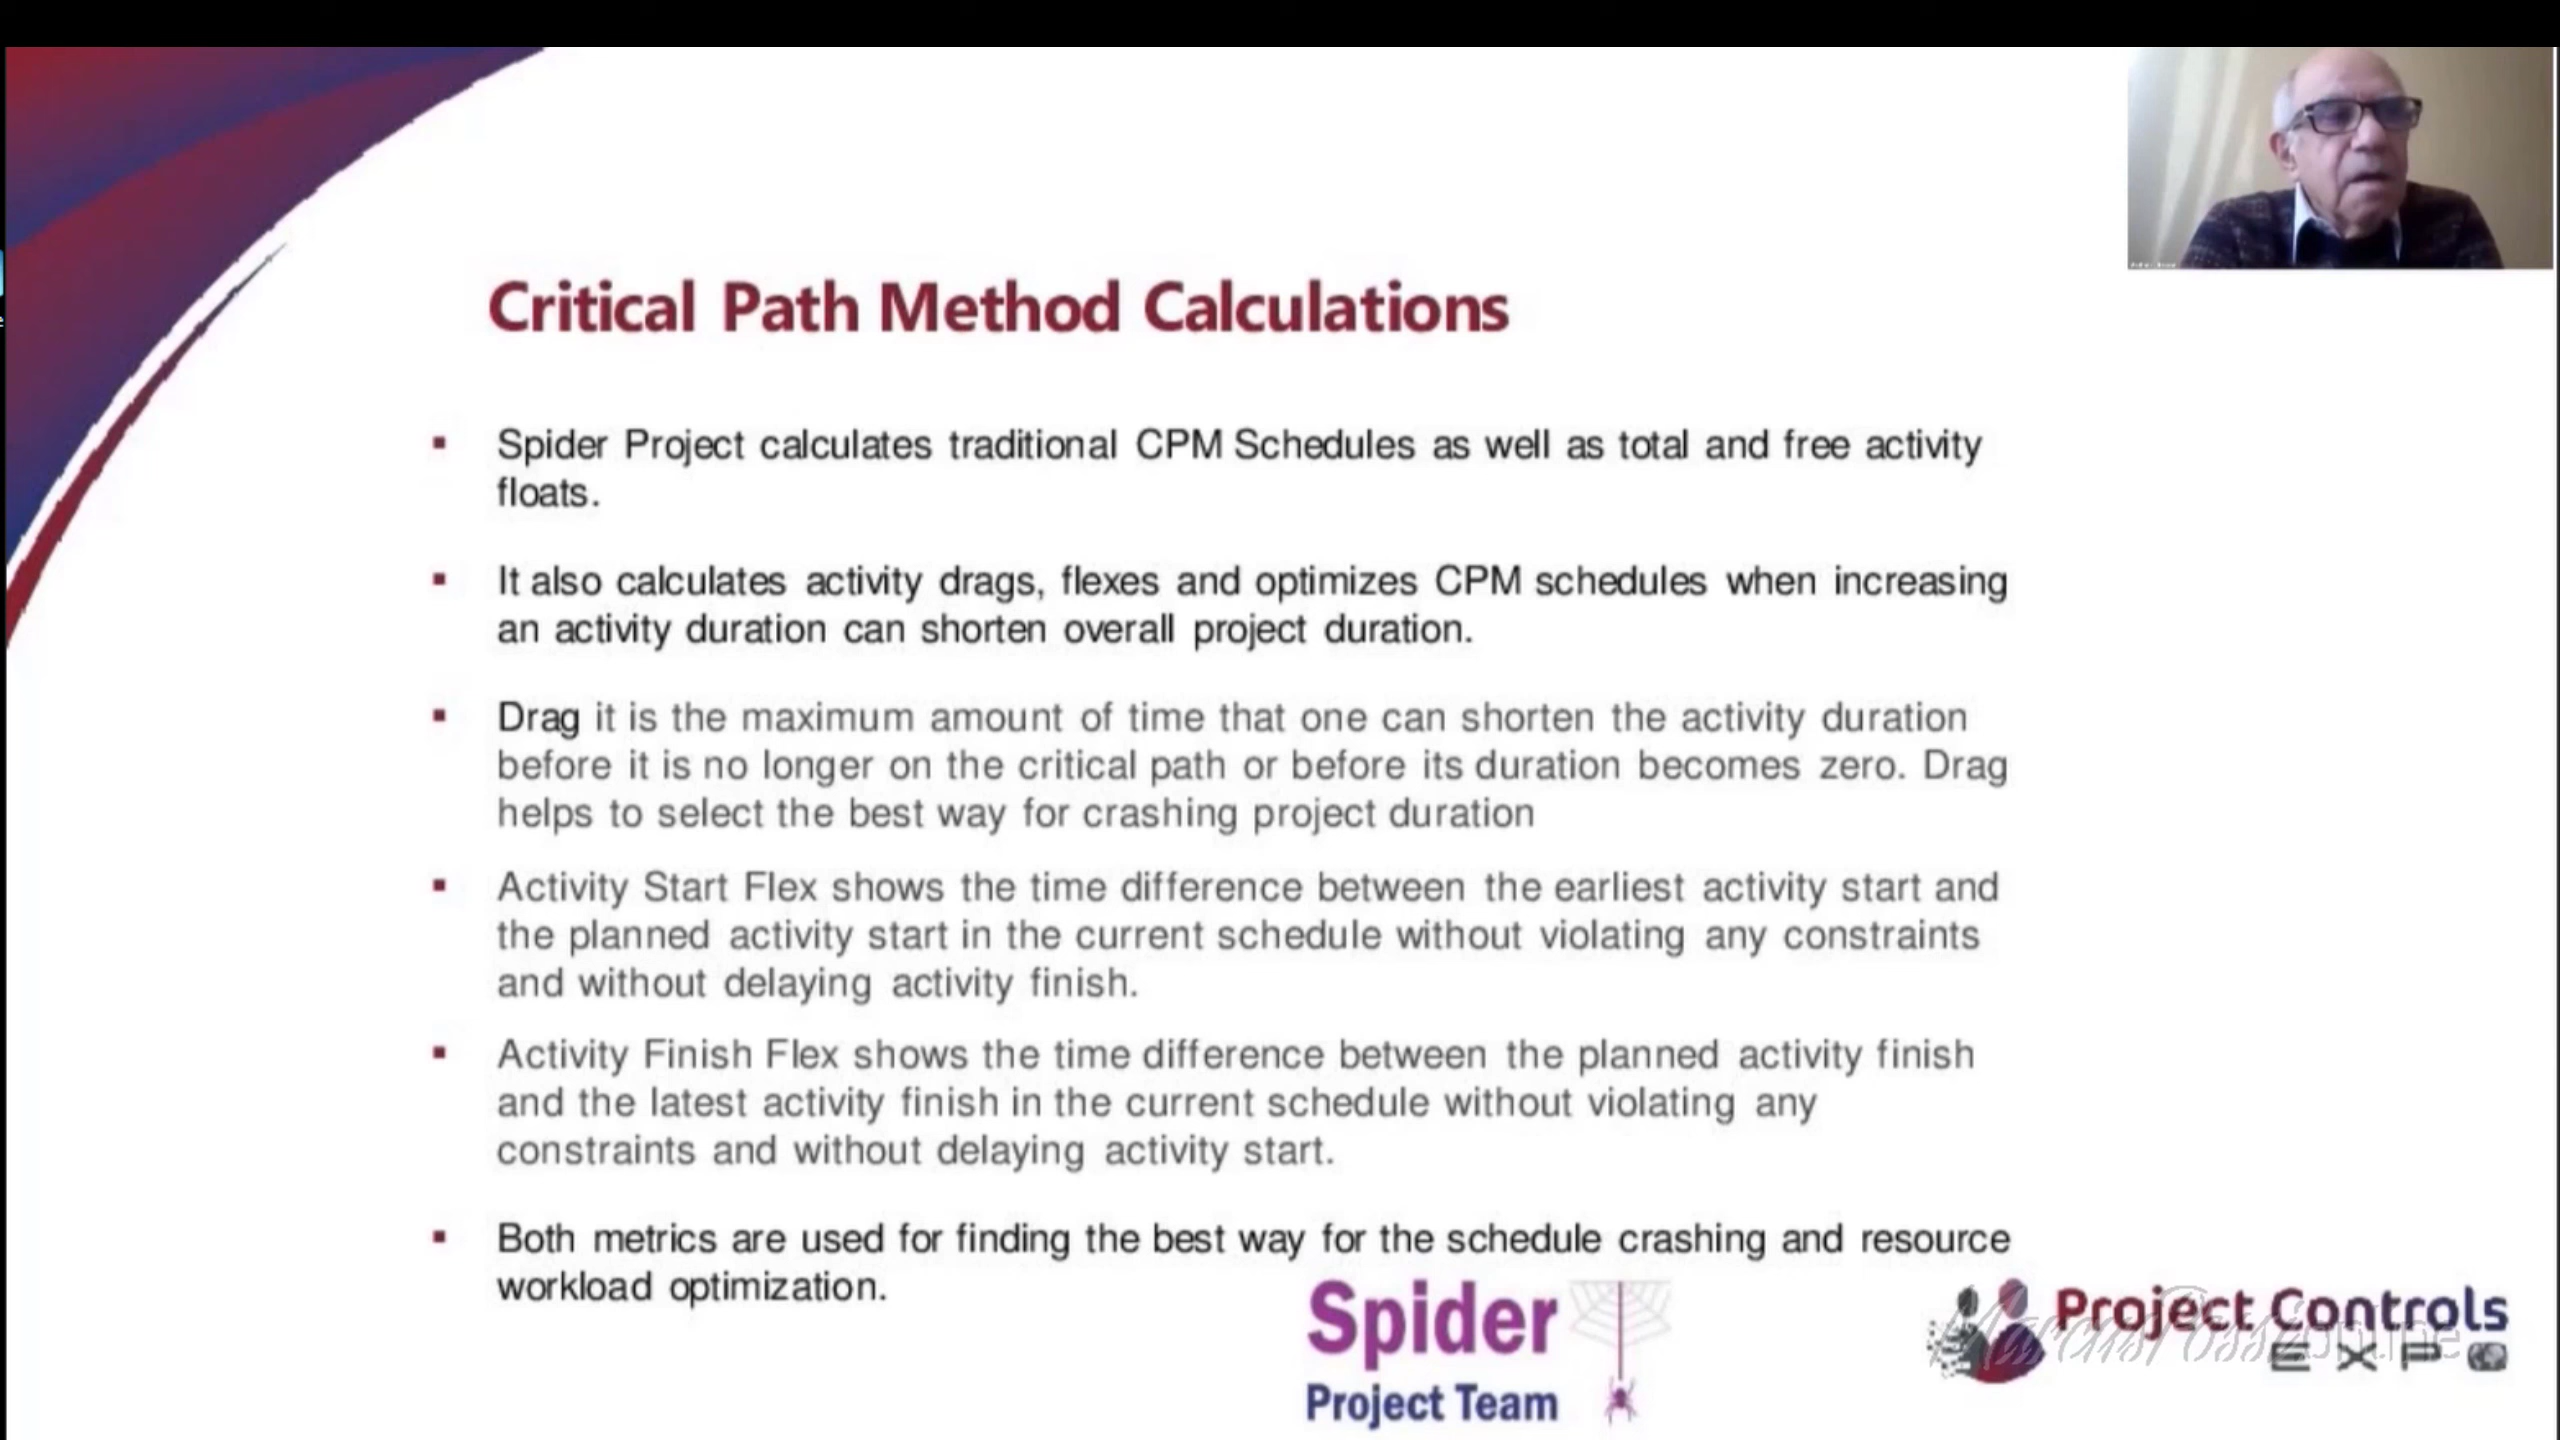 Critical Path Method Calculations
Spider Project calculates traditional CPM Schedules as well as total and free activity
floats.
It also calculates activity drags, flexes and optimizes CPM schedules when increasing
an activity duration can shorten overall project duration.
Drag it is the maximum amount of time that one can shorten the activity duration
before it is no longer on the critical path or before its duration becomes zero. Drag
helps to select the best way for crashing project duration
Activity Start Flex shows the time difference between the earliest activity start and
the planned activity start in the current schedule without violating any constraints
and without delaying activity finish.
Activity Finish Flex shows the time difference between the planned activity finish
and the latest activity finish in the current schedule without violating any
constraints and without delaying activity start.
Both metrics are used for finding the best way for the schedule crashing and resource
workload optimization.
Spider
Project Team
Project Controls
EXPO